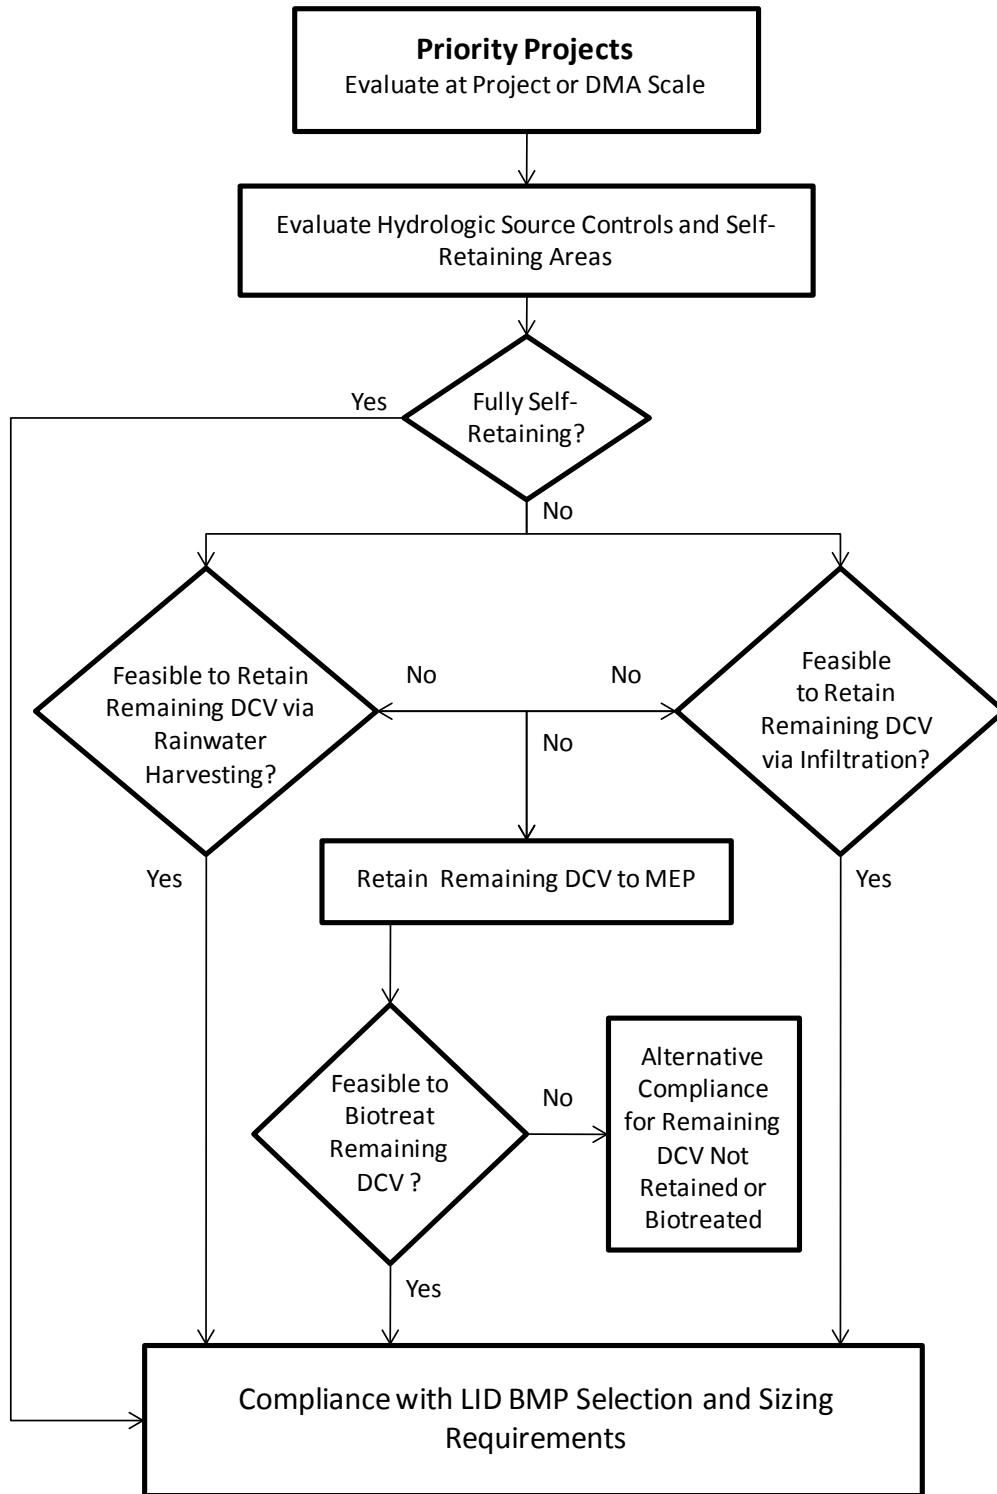 Priority Projects
Evaluate at Project or DMA Scale
Evaluate Hydrologic Source Controls and Self-
Retaining Areas
Yes
Fully Self-
Retaining?
No
Feasible to Retain
Remaining DCV via
Rainwater
Harvesting?
No
No
No
Feasible
to Retain
Remaining DCV
via Infiltration?
Yes
Retain Remaining DCV to MEP
Yes
Feasible to
Biotreat
Remaining
DCV ?
No
Alternative
Compliance
for Remaining
DCV Not
Retained or
Biotreated
Yes
Compliance with LID BMP Selection and Sizing
Requirements